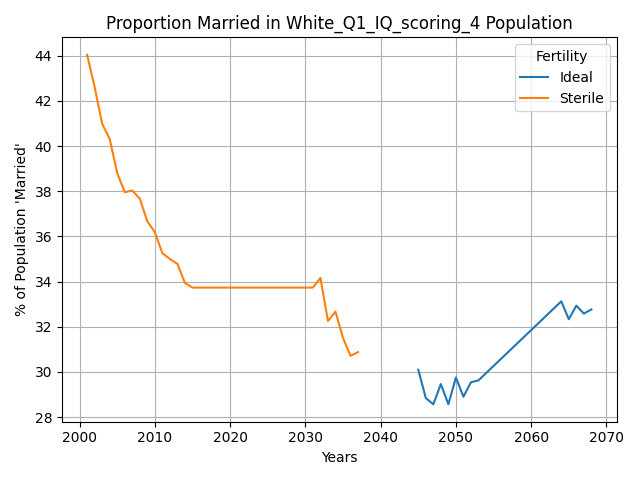 Proportion Married in White_Q1_IQ_scoring_4 Population
Fertility
Ideal
Sterile
% of Population 'Married'
44
42
40
38
36
34
32
30
28
2000 2010 2020 2030 2040 2050 2060 2070
Years